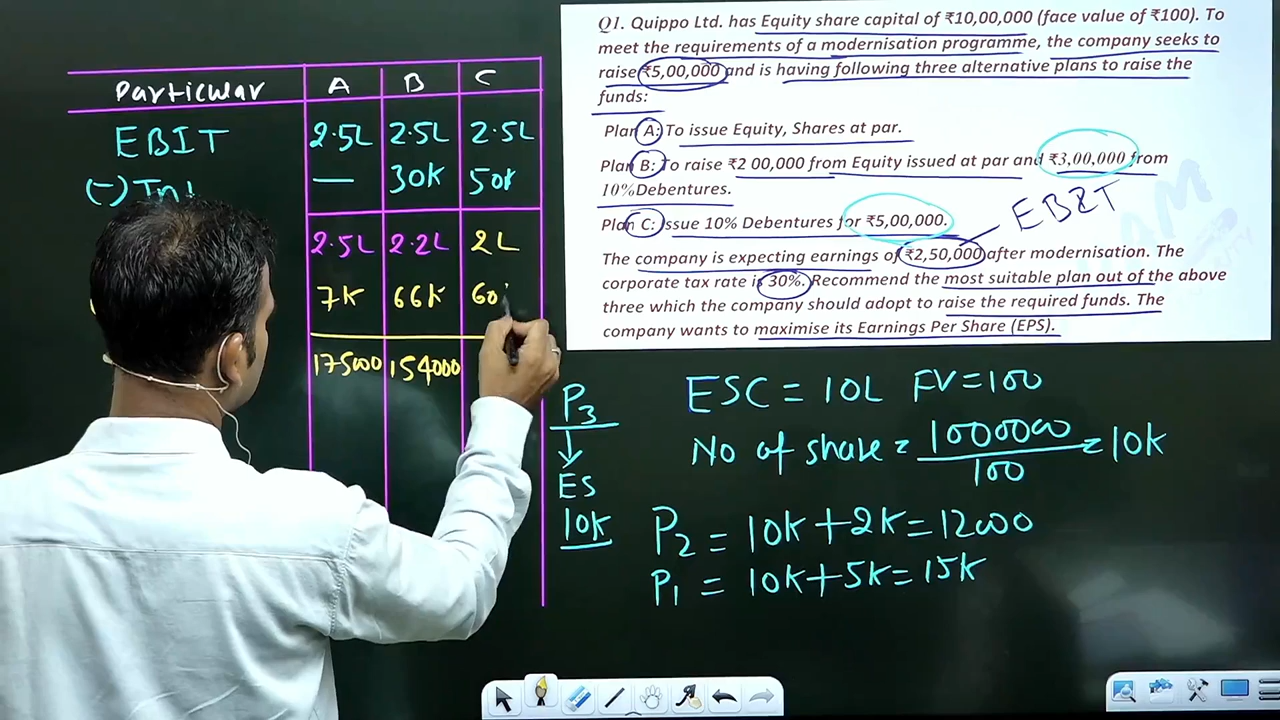 Particular A B C
EBIT 2.5L 2.5L 2.5L
(-) Int — 30K 50K
2.5L 2.2L 2L
7K 66K 60
175000 154000
Q1. Quippo Ltd. has Equity share capital of ₹10,00,000 (face value of ₹100). To
meet the requirements of a modernisation programme, the company seeks to
raise ₹5,00,000 and is having following three alternative plans to raise the
funds:
Plan A: To issue Equity, Shares at par.
Plan B: To raise ₹2 00,000 from Equity issued at par and ₹3,00,000 from
10%Debentures.
Plan C: Issue 10% Debentures for ₹5,00,000.
EBIT
The company is expecting earnings of ₹2,50,000 after modernisation. The
corporate tax rate is 30%. Recommend the most suitable plan out of the above
three which the company should adopt to raise the required funds. The
company wants to maximise its Earnings Per Share (EPS).
P3
ES
10K
ESC = 10L FV=100
No of share = 1000000
100
= 10K
P2 = 10K+2K=12000
P1 = 10K+5K=15K